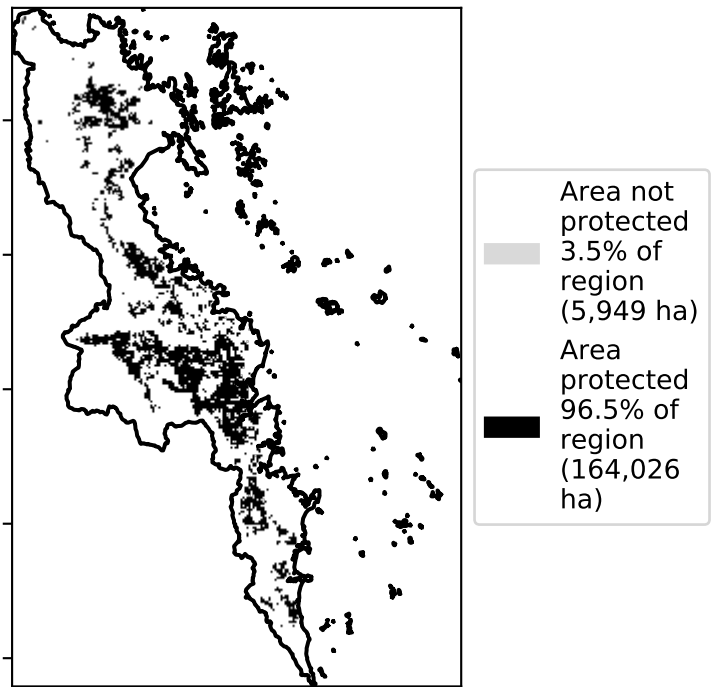 Area not
protected
3.5% of
region
(5,949 ha)
Area
protected
96.5% of
region
(164,026
ha)